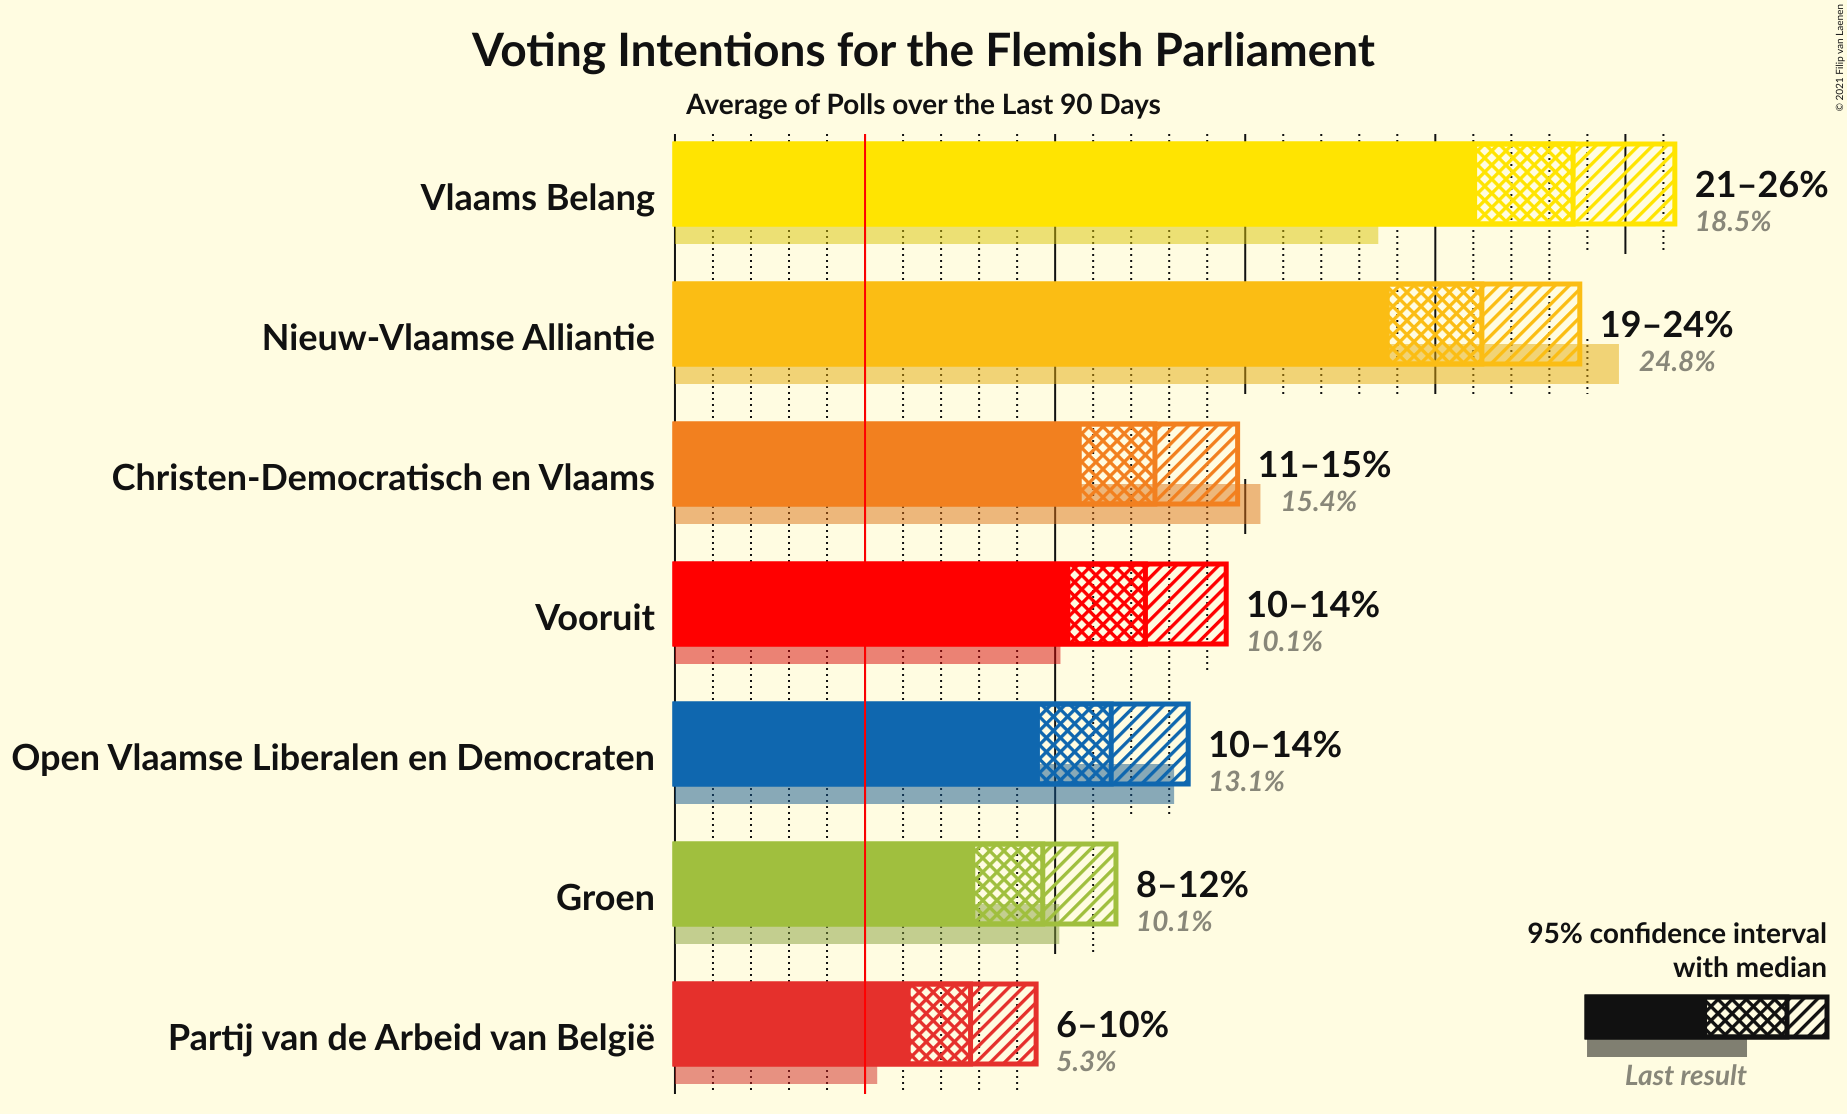 Voting Intentions for the Flemish Parliament
Average of Polls over the Last 90 Days
© 2021 Filip van Laenen
Vlaams Belang
21–26%
18.5%
Nieuw-Vlaamse Alliantie
19–24%
24.8%
Christen-Democratisch en Vlaams
11–15%
15.4%
Vooruit
10–14%
10.1%
Open Vlaamse Liberalen en Democraten
10–14%
13.1%
Groen
8–12%
10.1%
Partij van de Arbeid van België
6–10%
5.3%
95% confidence interval
with median
Last result